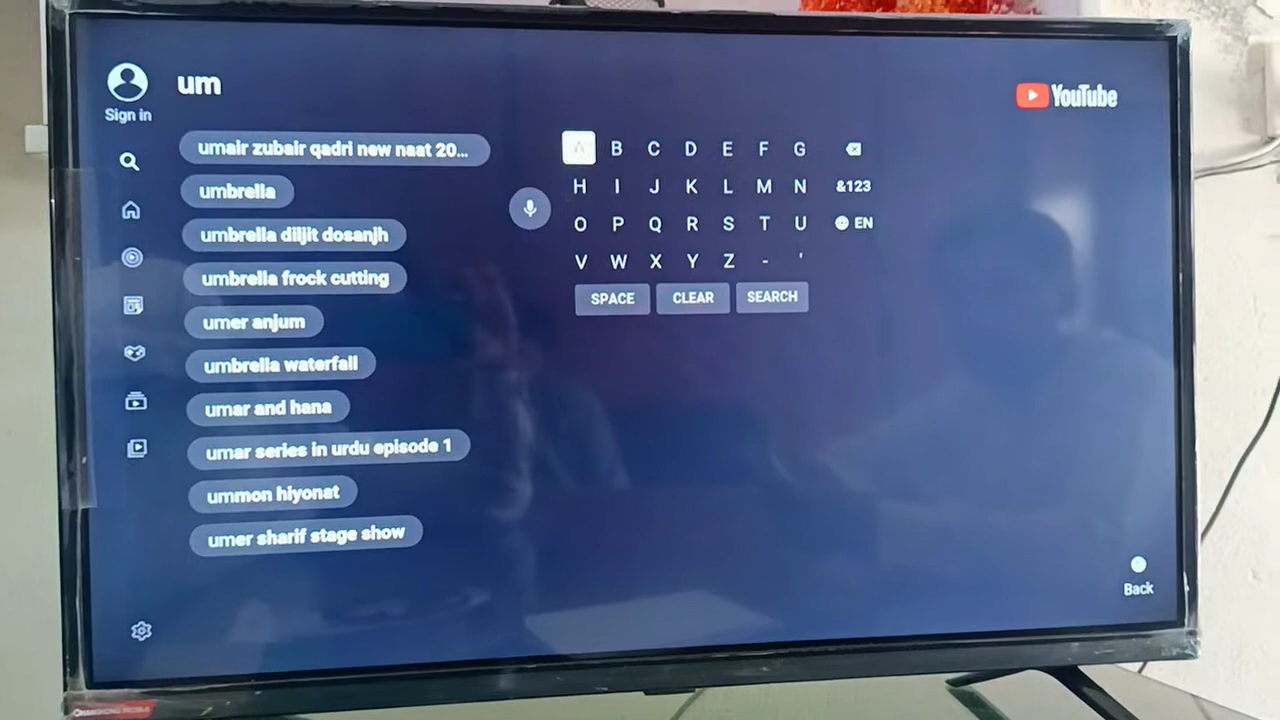 um
Sign in
YouTube
umair zubair qadri new naat 20...
umbrella
umbrella diljit dosanjh
umbrella frock cutting
umer anjum
umbrella waterfall
umar and hana
umar series in urdu episode 1
ummon hiyonat
umer sharif stage show
A B C D E F G
H I J K L M N &123
O P Q R S T U EN
V W X Y Z - '
SPACE CLEAR SEARCH
Back